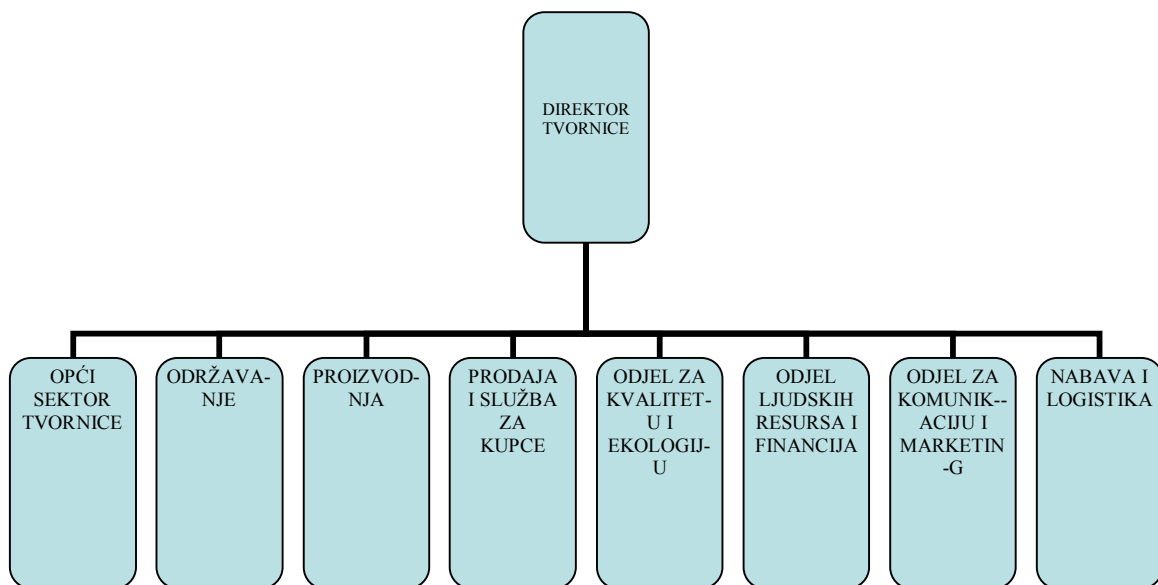 DIREKTOR
TVORNICE
OPĆI
SEKTOR
TVORNICE
ODRŽAVA-
NJE
PROIZVOD-
NJA
PRODAJA
I SLUŽBA
ZA
KUPCE
ODJEL ZA
KVALITET-
U I
EKOLOGIJ-
U
ODJEL
LJUDSKIH
RESURSA I
FINANCIJA
ODJEL ZA
KOMUNIK--
ACIJU I
MARKETIN
-G
NABAVA I
LOGISTIKA